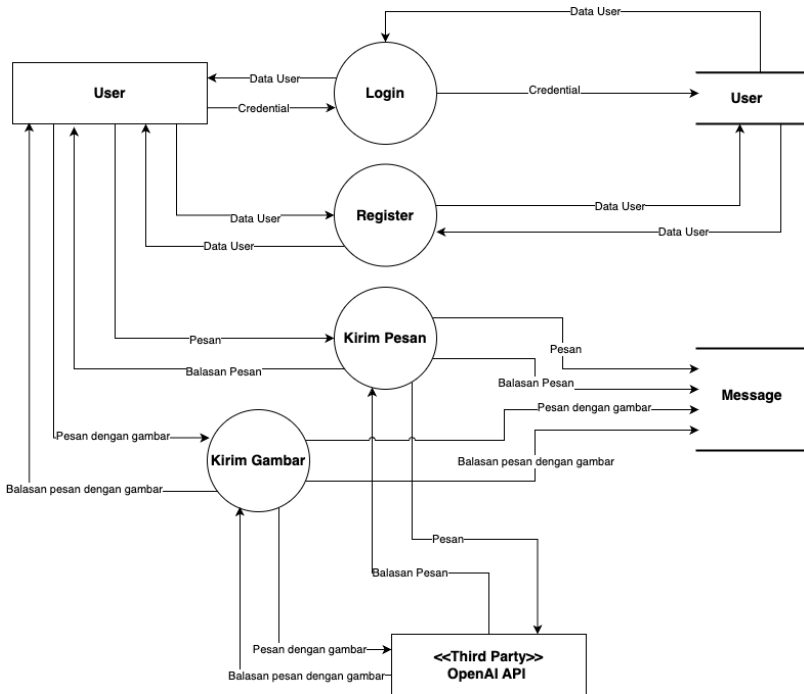 Data User
Data User
User
Login
User
Credential
Credential
Data User
Register
Data User
Data User
Data User
Pesan
Kirim Pesan
Pesan
Balasan Pesan
Balasan Pesan
Message
Pesan dengan gambar
Pesan dengan gambar
Kirim Gambar
Balasan pesan dengan gambar
Balasan pesan dengan gambar
Pesan
Balasan Pesan
Pesan dengan gambar
<<Third Party>>
OpenAI API
Balasan pesan dengan gambar